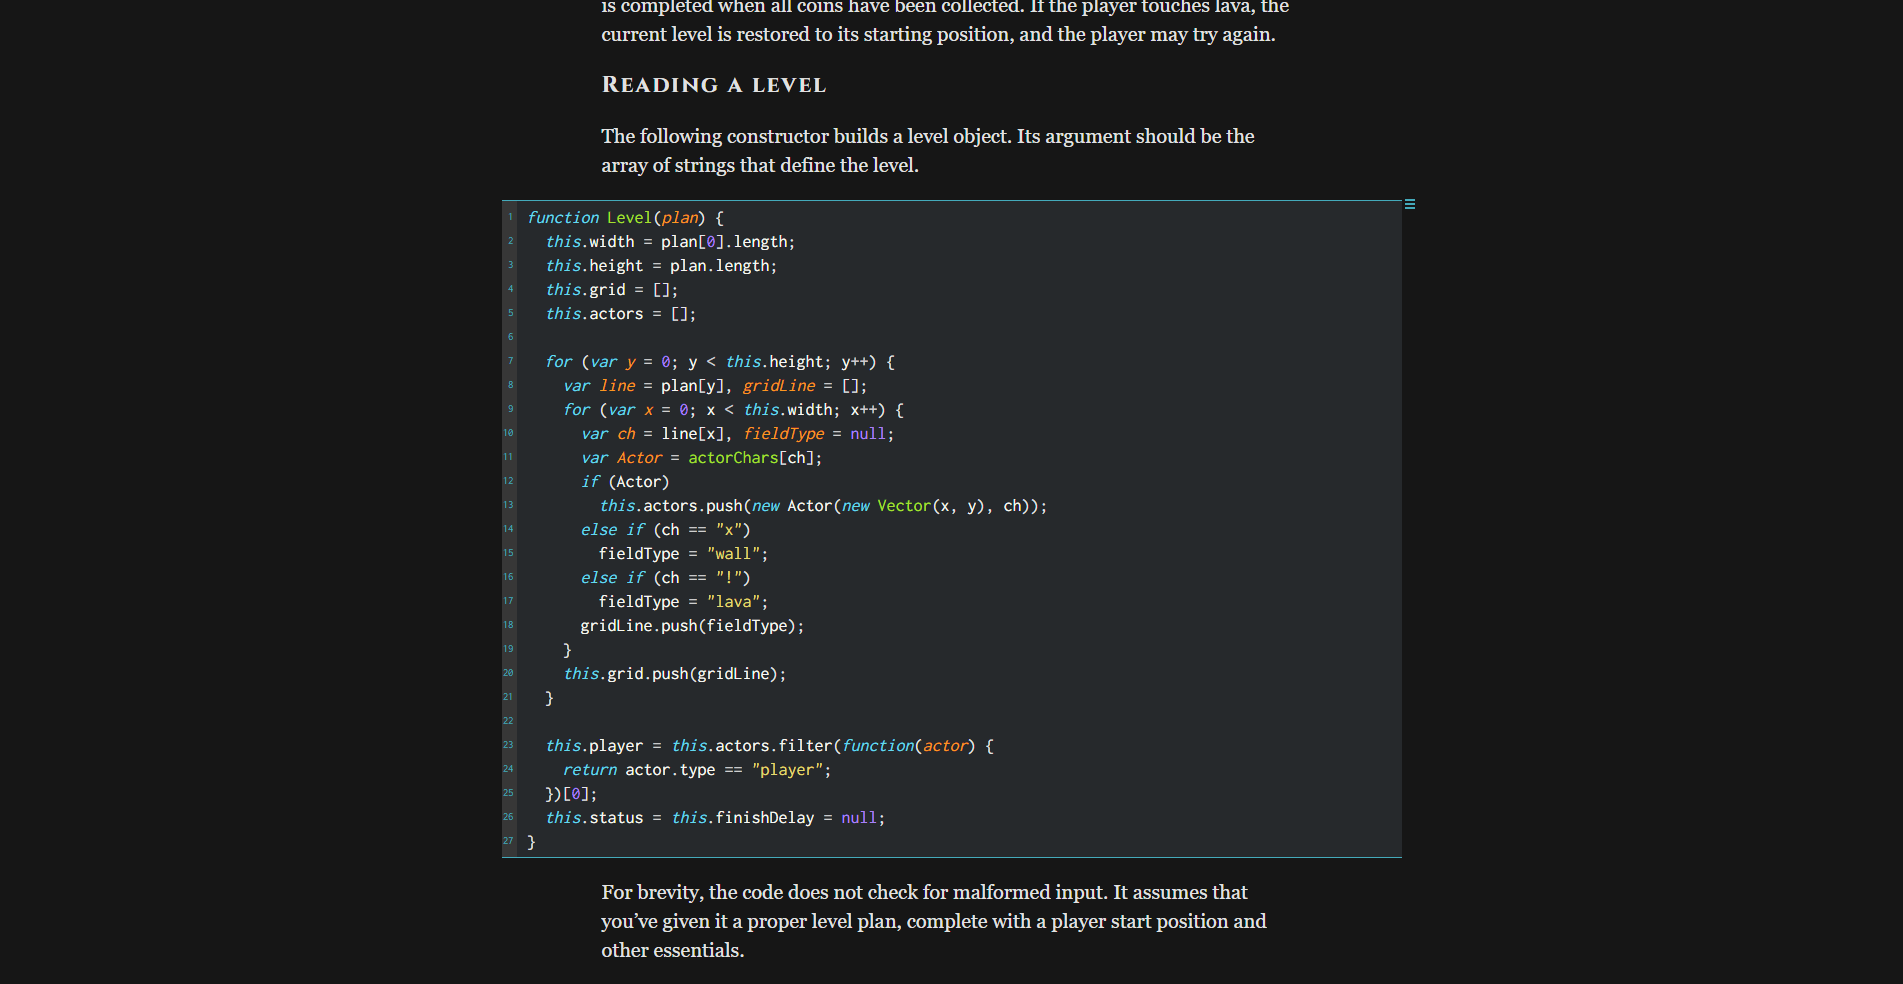 is completed when all coins have been collected. If the player touches lava, the
current level is restored to its starting position, and the player may try again.
READING A LEVEL
The following constructor builds a level object. Its argument should be the
array of strings that define the level.
1 function Level(plan) {
2   this.width = plan[0].length;
3   this.height = plan.length;
4   this.grid = [];
5   this.actors = [];
6
7   for (var y = 0; y < this.height; y++) {
8     var line = plan[y], gridLine = [];
9     for (var x = 0; x < this.width; x++) {
10       var ch = line[x], fieldType = null;
11       var Actor = actorChars[ch];
12       if (Actor)
13         this.actors.push(new Actor(new Vector(x, y), ch));
14       else if (ch == "x")
15         fieldType = "wall";
16       else if (ch == "!")
17         fieldType = "lava";
18       gridLine.push(fieldType);
19     }
20     this.grid.push(gridLine);
21   }
22
23   this.player = this.actors.filter(function(actor) {
24     return actor.type == "player";
25   })[0];
26   this.status = this.finishDelay = null;
27 }
For brevity, the code does not check for malformed input. It assumes that
you’ve given it a proper level plan, complete with a player start position and
other essentials.